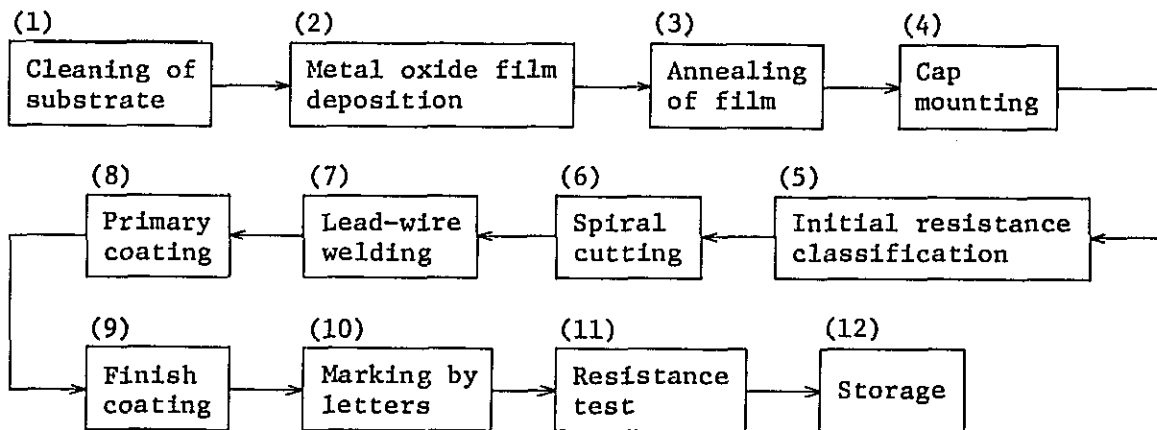 (1)
Cleaning of
substrate
(2)
Metal oxide film
deposition
(3)
Annealing
of film
(4)
Cap
mounting
(5)
Initial resistance
classification
(6)
Spiral
cutting
(7)
Lead-wire
welding
(8)
Primary
coating
(9)
Finish
coating
(10)
Marking by
letters
(11)
Resistance
test
(12)
Storage